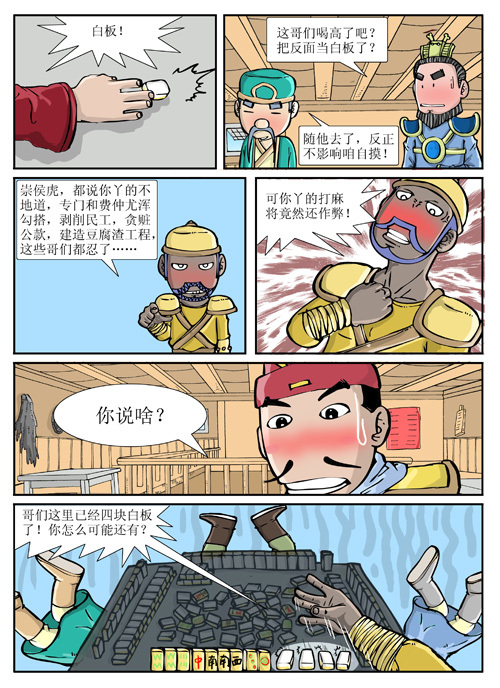 白板！
这哥们喝高了吧？
把反面当白板了？
随他去了，反正
不影响咱自摸！
崇侯虎，都说你丫的不
地道，专门和费仲尤浑
勾搭，剥削民工，贪赃
公款，建造豆腐渣工程，
这些哥们都忍了……
可你丫的打麻
将竟然还作弊！
你说啥？
哥们这里已经四块白板
了！你怎么可能还有？
中南南西